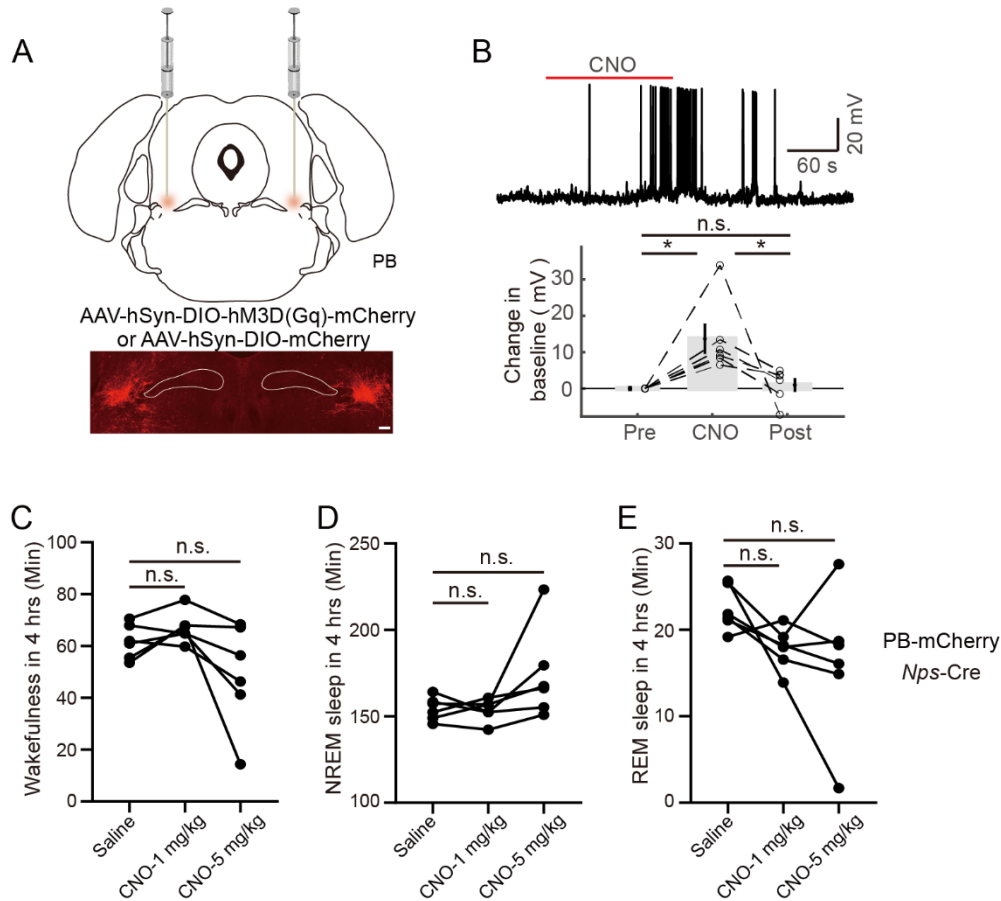 A
PB
AAV-hSyn-DIO-hM3D(Gq)-mCherry
or AAV-hSyn-DIO-mCherry
B
CNO
20 mV
60 s
n.s.
* *
Change in
baseline ( mV )
30
20
10
0
Pre CNO Post
C
Wakefulness in 4 hrs (Min)
100
80
60
40
20
0
n.s.
n.s.
Saline
CNO-1 mg/kg
CNO-5 mg/kg
D
NREM sleep in 4 hrs (Min)
250
200
150
100
n.s.
n.s.
Saline
CNO-1 mg/kg
CNO-5 mg/kg
E
REM sleep in 4 hrs (Min)
30
20
10
0
n.s.
n.s.
Saline
CNO-1 mg/kg
CNO-5 mg/kg
PB-mCherry
Nps-Cre